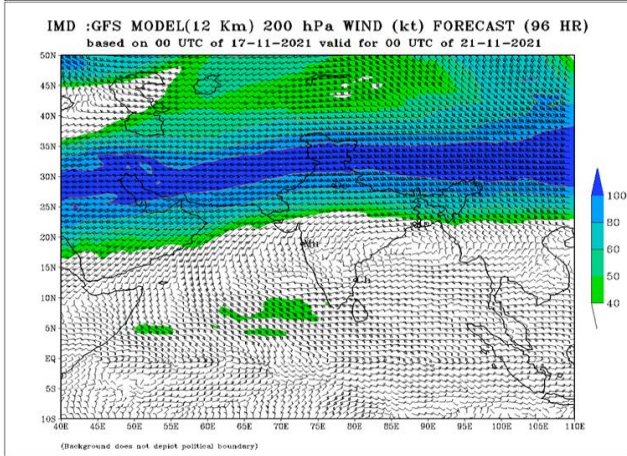 IMD :GFS MODEL(12 Km) 200 hPa WIND (kt) FORECAST (96 HR)
based on 00 UTC of 17-11-2021 valid for 00 UTC of 21-11-2021
50N
45N
40N
35N
30N
25N
20N
15N
10N
5N
EQ
5S
10S
40E 45E 50E 55E 60E 65E 70E 75E 80E 85E 90E 95E 100E 105E 110E
100
80
60
50
40
(Background does not depict political boundary)